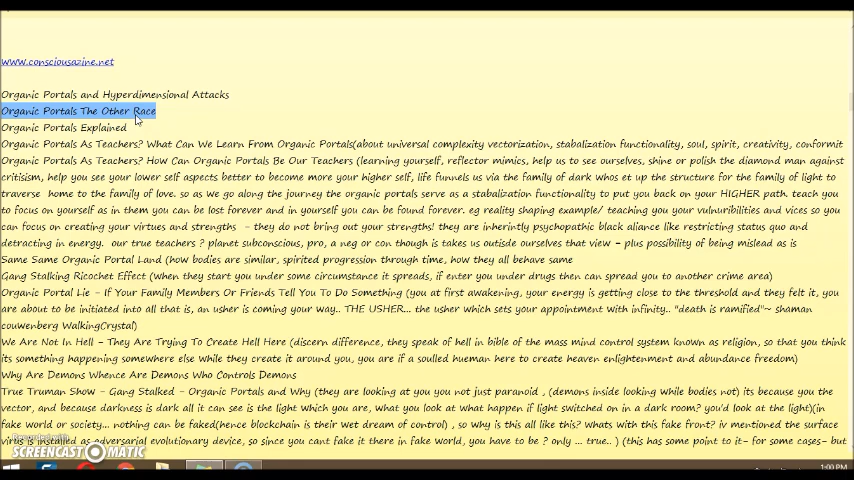 www.consciousazine.net
Organic Portals and Hyperdimensional Attacks
Organic Portals The Other Race
Organic Portals Explained
Organic Portals As Teachers? What Can We Learn From Organic Portals(about universal complexity vectorization, stabalization functionality, soul, spirit, creativity, conformit
Organic Portals As Teachers? How Can Organic Portals Be Our Teachers (learning yourself, reflector mimics, help us to see ourselves, shine or polish the diamond man against
critisism, help you see your lower self aspects better to become more your higher self, life funnels us via the family of dark whos et up the structure for the family of light to
traverse home to the family of love. so as we go along the journey the organic portals serve as a stabalization functionality to put you back on your HIGHER path. teach you
to focus on yourself as in them you can be lost forever and in yourself you can be found forever. eg reality shaping example/ teaching you your vulnuribilities and vices so you
can focus on creating your virtues and strengths - they do not bring out your strengths! they are inherintly psychopathic black aliance like restricting status quo and
detracting in energy. our true teachers ? planet subconscious, pro, a neg or con though is takes us outisde ourselves that view - plus possibility of being mislead as is
Same Same Organic Portal Land (how bodies are similar, spirited progression through time, how they all behave same
Gang Stalking Ricochet Effect (When they start you under some circumstance it spreads, if enter you under drugs then can spread you to another crime area)
Organic Portal Lie - If Your Family Members Or Friends Tell You To Do Something (you at first awakening, your energy is getting close to the threshold and they felt it, you
are about to be initiated into all that is, an usher is coming your way.. THE USHER... the usher which sets your appointment with infinity.. "death is ramified"~ shaman
couWenberg WalkingCrystal)
We Are Not In Hell - They Are Trying To Create Hell Here (discern difference, they speak of hell in bible of the mass mind control system known as religion, so that you think
its something happening somewhere else while they create it around you, you are if a soulled hueman here to create heaven enlightenment and abundance freedom)
Why Are Demons Whence Are Demons Who Controls Demons
True Truman Show - Gang Stalked - Organic Portals and Why (they are looking at you you not just paranoid , (demons inside looking while bodies not) its because you the
vector, and because darkness is dark all it can see is the light which you are, what you look at what happen if light switched on in a dark room? you'd look at the light)(in
fake world or society... nothing can be faked(hence blockchain is their wet dream of control) , so Why is this all like this? Whats with this fake front? iv mentioned the surface
virus is installed as adversarial evolutionary device, so since you cant fake it there in fake world, you have to be ? only ... true.. ) (this has some point to it- for some cases- but
SCREENCAST MATIC
1:00 PM